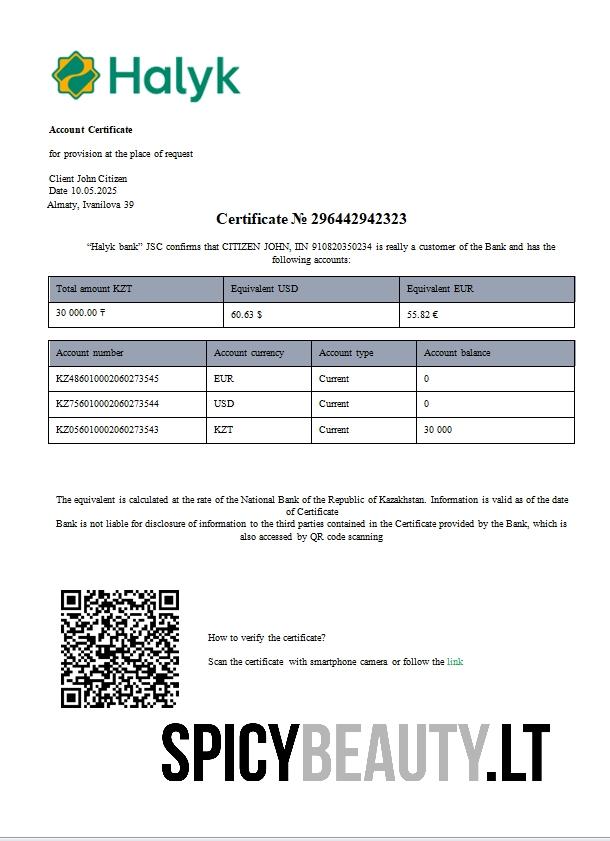 Halyk
Account Certificate
for provision at the place of request
Client John Citizen
Date 10.05.2025
Almaty, Ivanilova 39
Certificate № 296442942323
“Halyk bank” JSC confirms that CITIZEN JOHN, IIN 910820350234 is really a customer of the Bank and has the
following accounts:
Total amount KZT Equivalent USD Equivalent EUR
30 000.00 ₸ 60.63 $ 55.82 €
Account number Account currency Account type Account balance
KZ486010002060273545 EUR Current 0
KZ756010002060273544 USD Current 0
KZ056010002060273543 KZT Current 30 000
The equivalent is calculated at the rate of the National Bank of the Republic of Kazakhstan. Information is valid as of the date
of Certificate
Bank is not liable for disclosure of information to the third parties contained in the Certificate provided by the Bank, which is
also accessed by QR code scanning
How to verify the certificate?
Scan the certificate with smartphone camera or follow the link
SPICYBEAUTY.LT